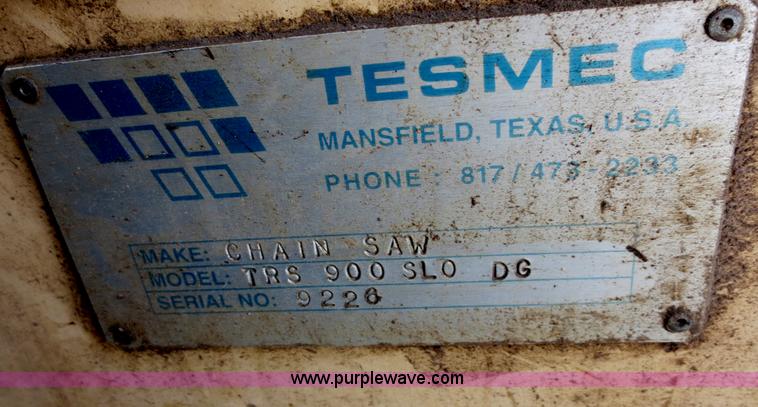 TESMEC
MANSFIELD, TEXAS, U.S.A.
PHONE : 817 / 473 - 2233
MAKE: CHAIN SAW
MODEL: TRS 900 SLO DG
SERIAL NO: 9226
www.purplewave.com